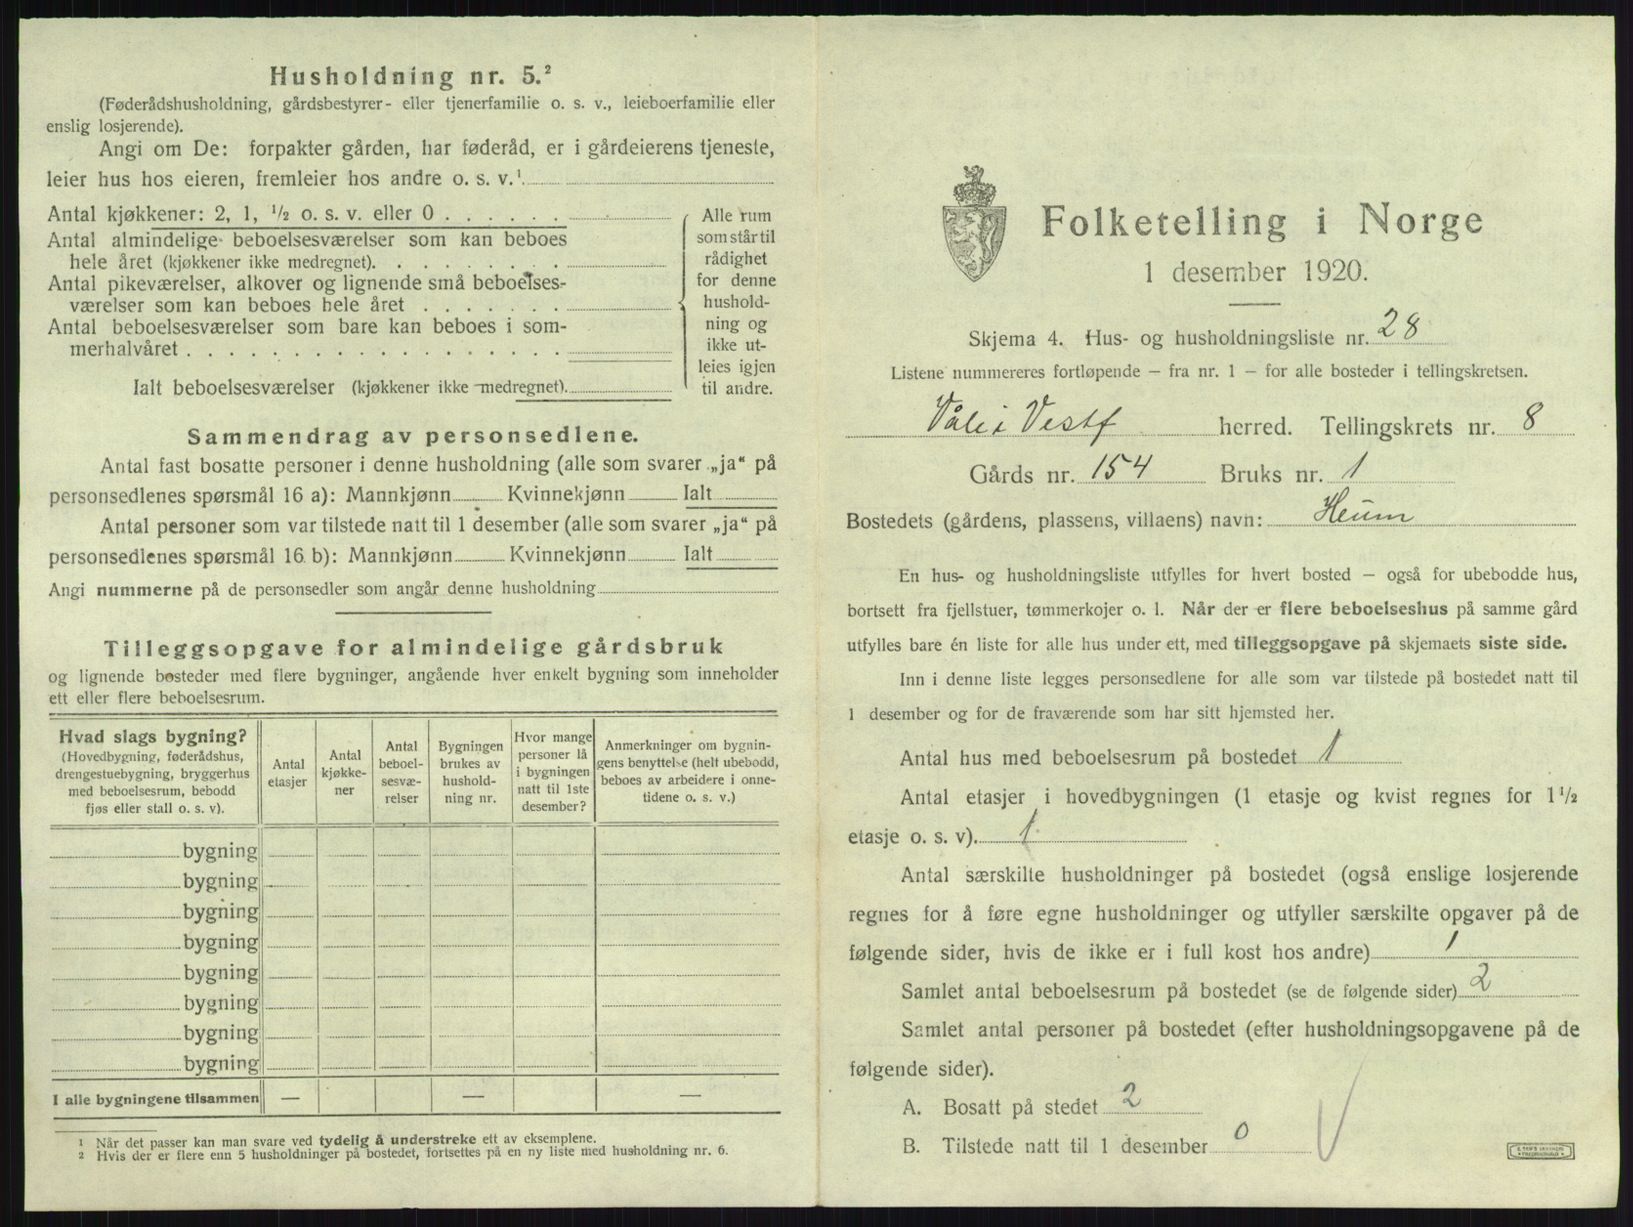 Husholdning nr. 5.²
(Føderådshusholdning, gårdsbestyrer- eller tjenerfamilie o. s. v., leieboerfamilie eller
enslig losjerende).
Angi om De: forpakter gården, har føderåd, er i gårdeierens tjeneste,
leier hus hos eieren, fremleier hos andre o. s. v.¹
Antal kjøkkener: 2, 1, ½ o. s. v. eller 0
Antal almindelige beboelsesværelser som kan beboes
hele året (kjøkkener ikke medregnet).
Antal pikeværelser, alkover og lignende små beboelses-
værelser som kan beboes hele året
Antal beboelsesværelser som bare kan beboes i som-
merhalvåret
Ialt beboelsesværelser (kjøkkener ikke medregnet).
Alle rum
som står til
rådighet
for denne
hushold-
ning og
ikke ut-
leies igjen
til andre.
Sammendrag av personsedlene.
Antal fast bosatte personer i denne husholdning (alle som svarer „ja“ på
personsedlenes spørsmål 16 a): Mannkjønn Kvinnekjønn Ialt
Antal personer som var tilstede natt til 1 desember (alle som svarer „ja“ på
personsedlenes spørsmål 16 b): Mannkjønn Kvinnekjønn Ialt
Angi nummerne på de personsedler som angår denne husholdning
Tilleggsopgave for almindelige gårdsbruk
og lignende bosteder med flere bygninger, angående hver enkelt bygning som inneholder
ett eller flere beboelsesrum.
Hvad slags bygning?
(Hovedbygning, føderådshus,
drengestuebygning, bryggerhus
med beboelsesrum, bebodd
fjøs eller stall o. s. v).
Antal
etasjer
Antal
kjøkke-
ner
Antal
beboel-
sesvæ-
relser
Bygningen
brukes av
hushold-
ning nr.
Hvor mange
personer lå
i bygningen
natt til 1ste
desember?
Anmerkninger om bygnin-
gens benyttelse (helt ubebodd,
beboes av arbeidere i onne-
tidene o. s. v.)
bygning
bygning
bygning
bygning
bygning
bygning
bygning
bygning
I alle bygningene tilsammen — — —
¹ Når det passer kan man svare ved tydelig å understreke ett av eksemplene.
² Hvis der er flere enn 5 husholdninger på bostedet, fortsettes på en ny liste med husholdning nr. 6.
Folketelling i Norge
1 desember 1920.
Skjema 4. Hus- og husholdningsliste nr. 28
Listene nummereres fortløpende — fra nr. 1 — for alle bosteder i tellingskretsen.
Våle i Vestf herred. Tellingskrets nr. 8
Gårds nr. 154 Bruks nr. 1
Bostedets (gårdens, plassens, villaens) navn: Heum
En hus- og husholdningsliste utfylles for hvert bosted — også for ubebodde hus,
bortsett fra fjellstuer, tømmerkojer o. l. Når der er flere beboelseshus på samme gård
utfylles bare én liste for alle hus under ett, med tilleggsopgave på skjemaets siste side.
Inn i denne liste legges personsedlene for alle som var tilstede på bostedet natt til
1 desember og for de fraværende som har sitt hjemsted her.
Antal hus med beboelsesrum på bostedet 1
Antal etasjer i hovedbygningen (1 etasje og kvist regnes for 1½
etasje o. s. v). 1
Antal særskilte husholdninger på bostedet (også enslige losjerende
regnes for å føre egne husholdninger og utfyller særskilte opgaver på de
følgende sider, hvis de ikke er i full kost hos andre) 1
Samlet antal beboelsesrum på bostedet (se de følgende sider) 2
Samlet antal personer på bostedet (efter husholdningsopgavene på de
følgende sider).
A. Bosatt på stedet 2
B. Tilstede natt til 1 desember 0